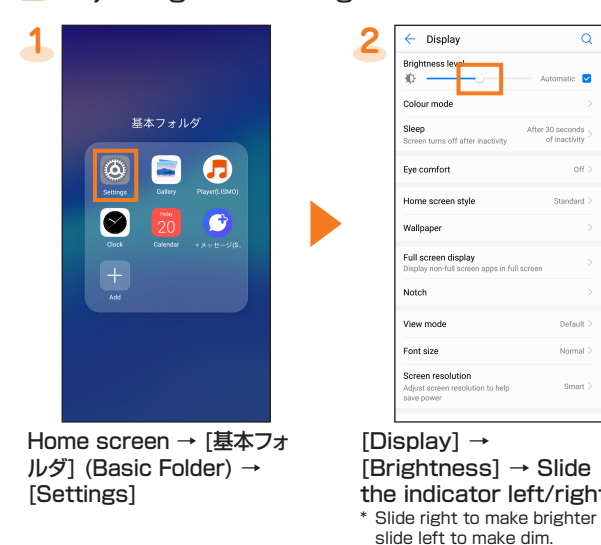 1
基本フォルダ
Settings
Gallery
Player(LISMO)
Clock
Friday
20
Calendar
+メッセージ(S..
Add
Home screen → [基本フォ
ルダ] (Basic Folder) →
[Settings]
2
Display
Brightness level
Automatic
Colour mode
Sleep
Screen turns off after inactivity
After 30 seconds
of inactivity
Eye comfort
Off
Home screen style
Standard
Wallpaper
Full screen display
Display non-full screen apps in full screen
Notch
View mode
Default
Font size
Normal
Screen resolution
Adjust screen resolution to help
save power
Smart
[Display] →
[Brightness] → Slide
the indicator left/right
* Slide right to make brighter
slide left to make dim.